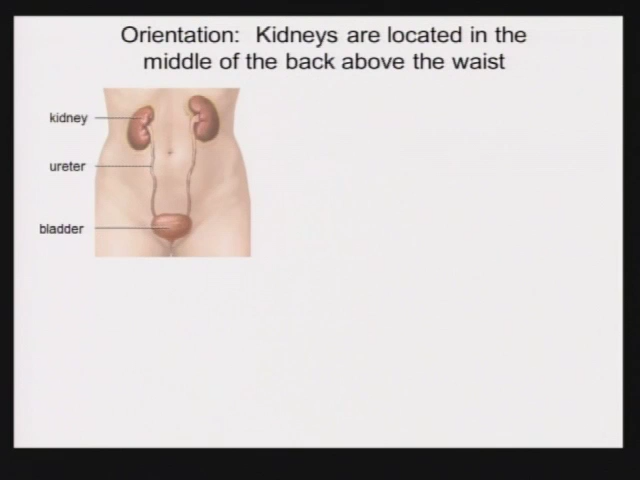 Orientation:  Kidneys are located in the
middle of the back above the waist
kidney
ureter
bladder